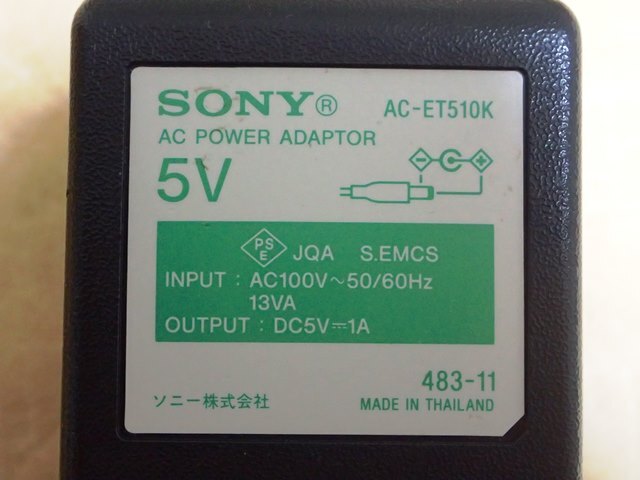 SONY® AC-ET510K
AC POWER ADAPTOR
5V
PSE JQA S.EMCS
INPUT : AC100V~50/60Hz
13VA
OUTPUT : DC5V⎓1A
483-11
ソニー株式会社 MADE IN THAILAND